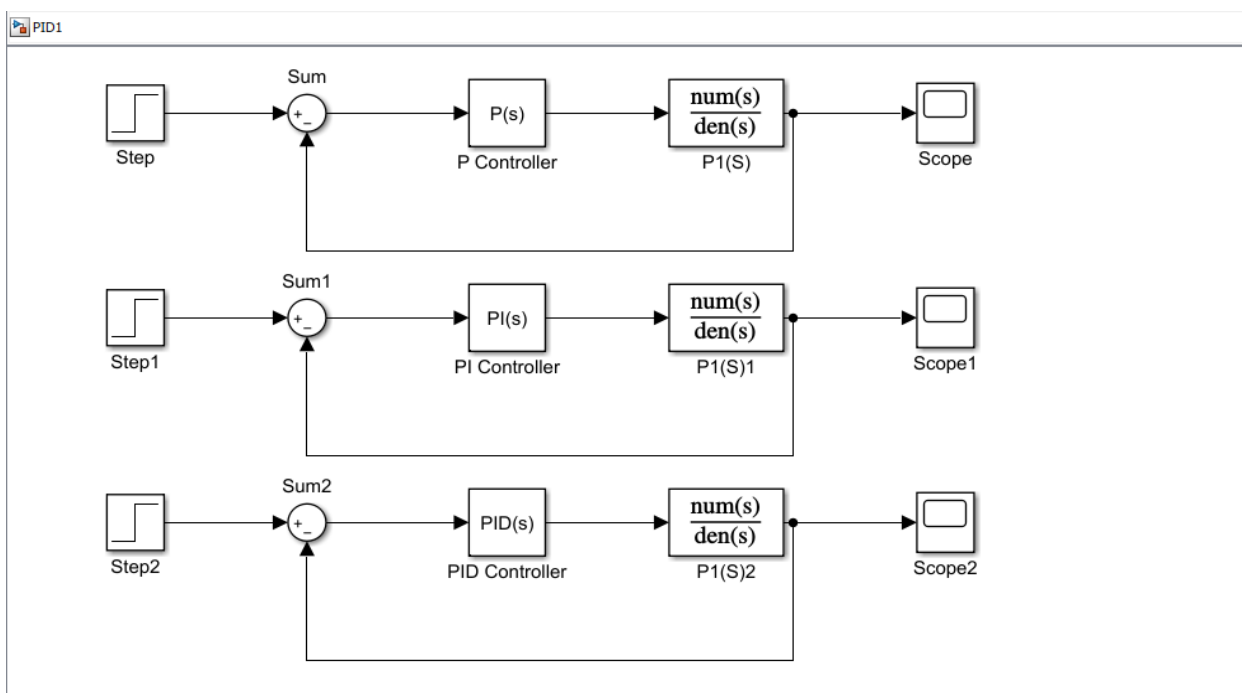 PID1
Sum
+
_
P(s)
num(s)
den(s)
Step
P Controller
P1(S)
Scope
Sum1
+
_
PI(s)
num(s)
den(s)
Step1
PI Controller
P1(S)1
Scope1
Sum2
+
_
PID(s)
num(s)
den(s)
Step2
PID Controller
P1(S)2
Scope2